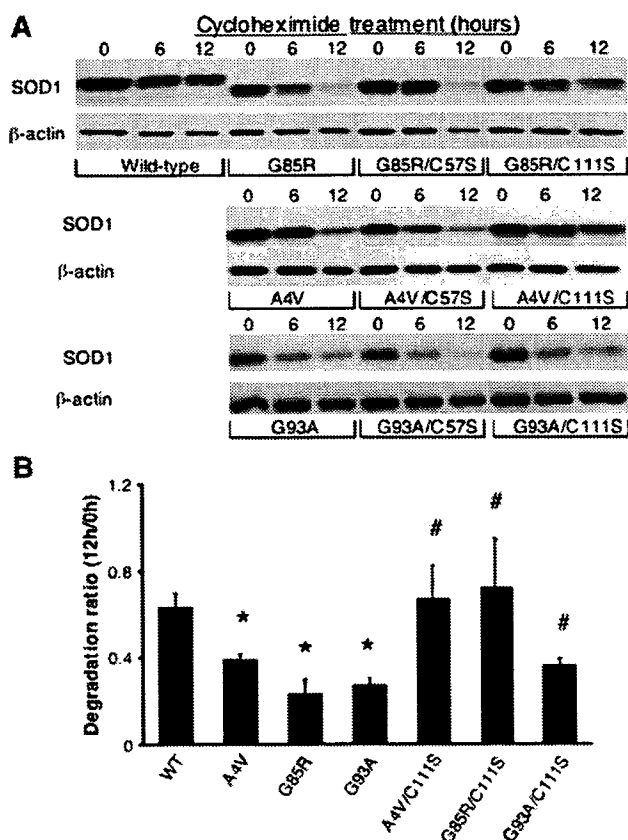 A
Cycloheximide treatment (hours)
0 6 12 0 6 12 0 6 12 0 6 12
SOD1
β-actin
Wild-type G85R G85R/C57S G85R/C111S
0 6 12 0 6 12 0 6 12
SOD1
β-actin
A4V A4V/C57S A4V/C111S
0 6 12 0 6 12 0 6 12
SOD1
β-actin
G93A G93A/C57S G93A/C111S
B
Degradation ratio (12h/0h)
1.2
0.8
0.4
0
* * * # # #
WT A4V G85R G93A A4V/C111S G85R/C111S G93A/C111S